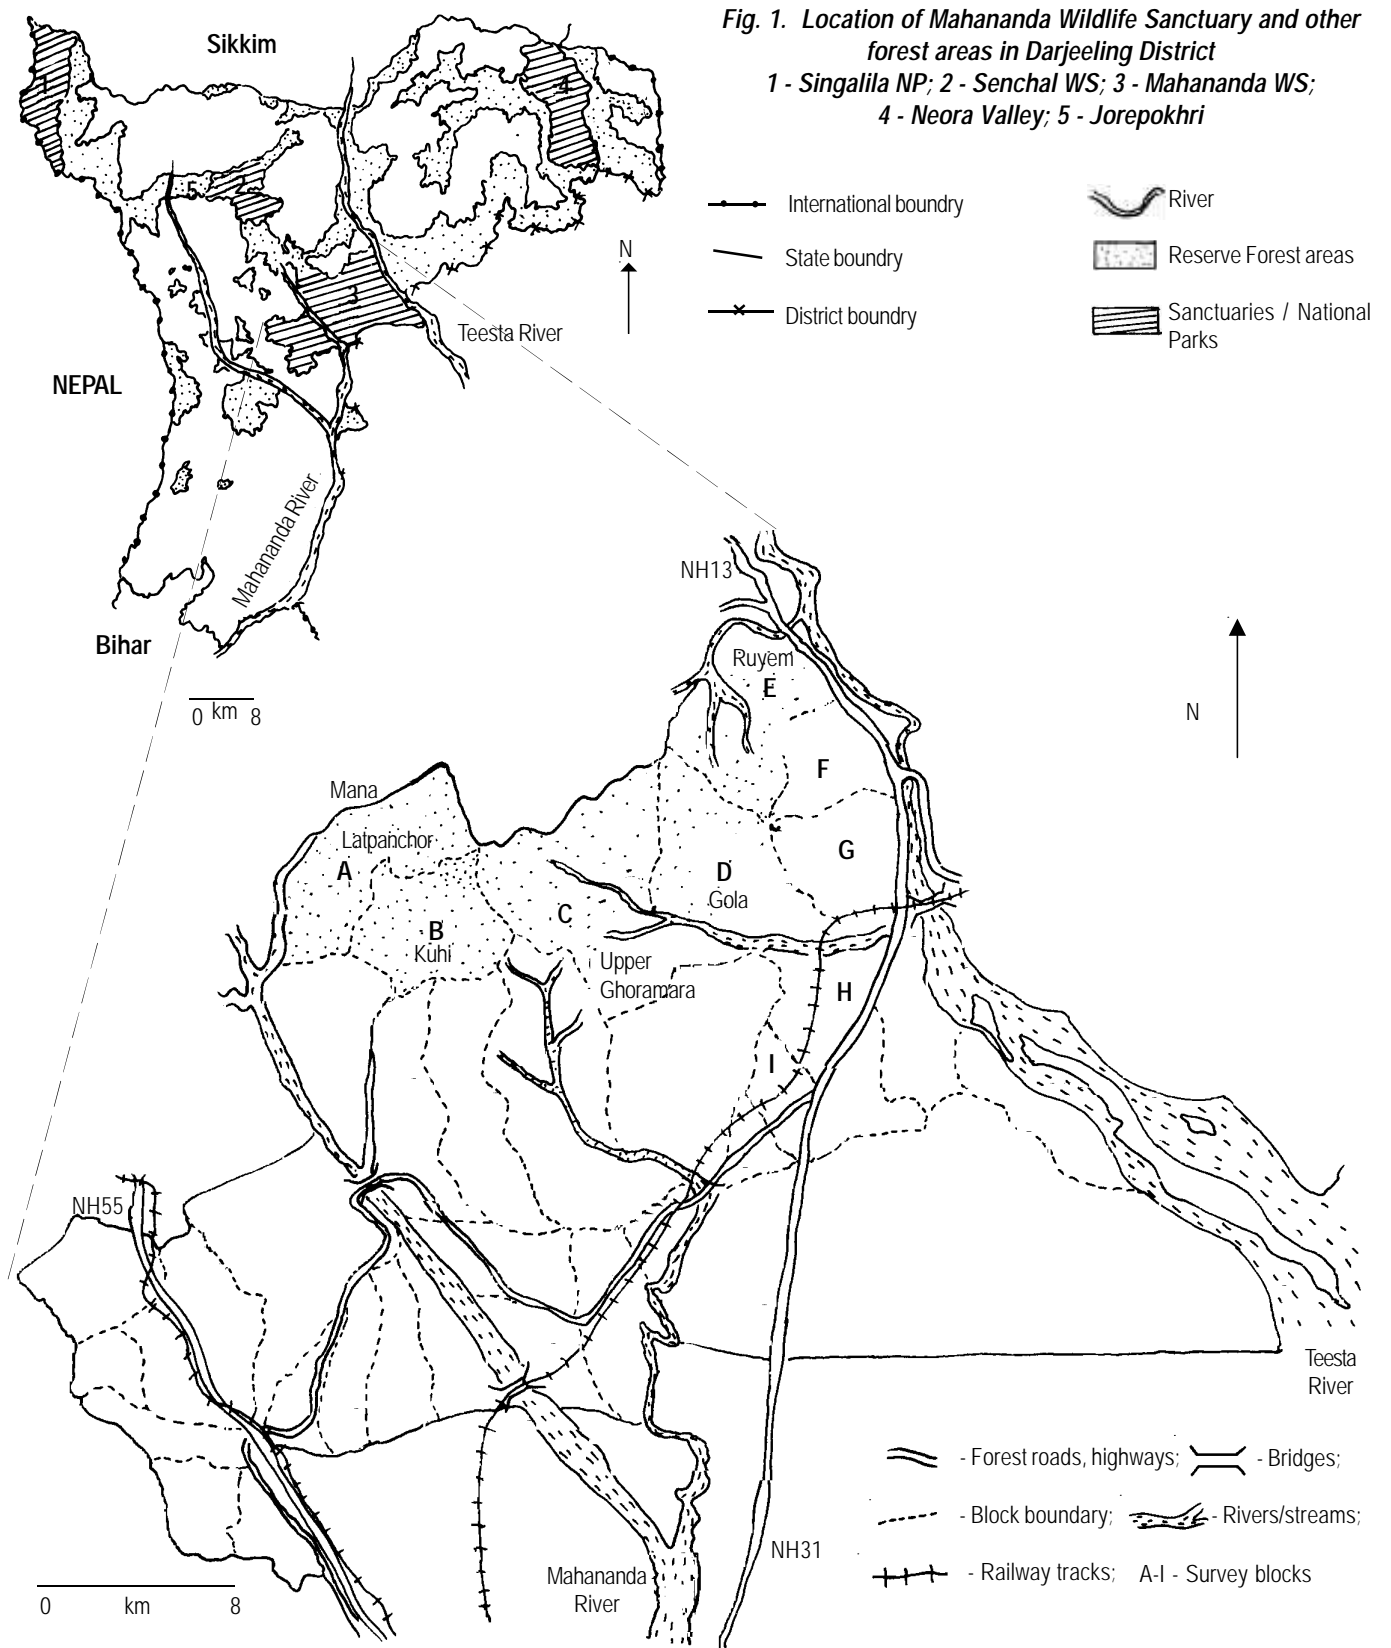 Fig. 1. Location of Mahananda Wildlife Sanctuary and other
forest areas in Darjeeling District
1 - Singalila NP; 2 - Senchal WS; 3 - Mahananda WS;
4 - Neora Valley; 5 - Jorepokhri
Sikkim
1
4
5
3
International boundry
State boundry
District boundry
River
Reserve Forest areas
Sanctuaries / National
Parks
N
Teesta River
NEPAL
Mahananda River
Bihar
0 km 8
NH13
Ruyem
E
N
F
Mana
Latpanchor
A
G
D
Gola
C
B
Kuhi
Upper
Ghoramara
H
I
NH55
Teesta
River
- Forest roads, highways;
- Bridges;
- Block boundary;
- Rivers/streams;
NH31
- Railway tracks;
A-I - Survey blocks
Mahananda
River
0 km 8